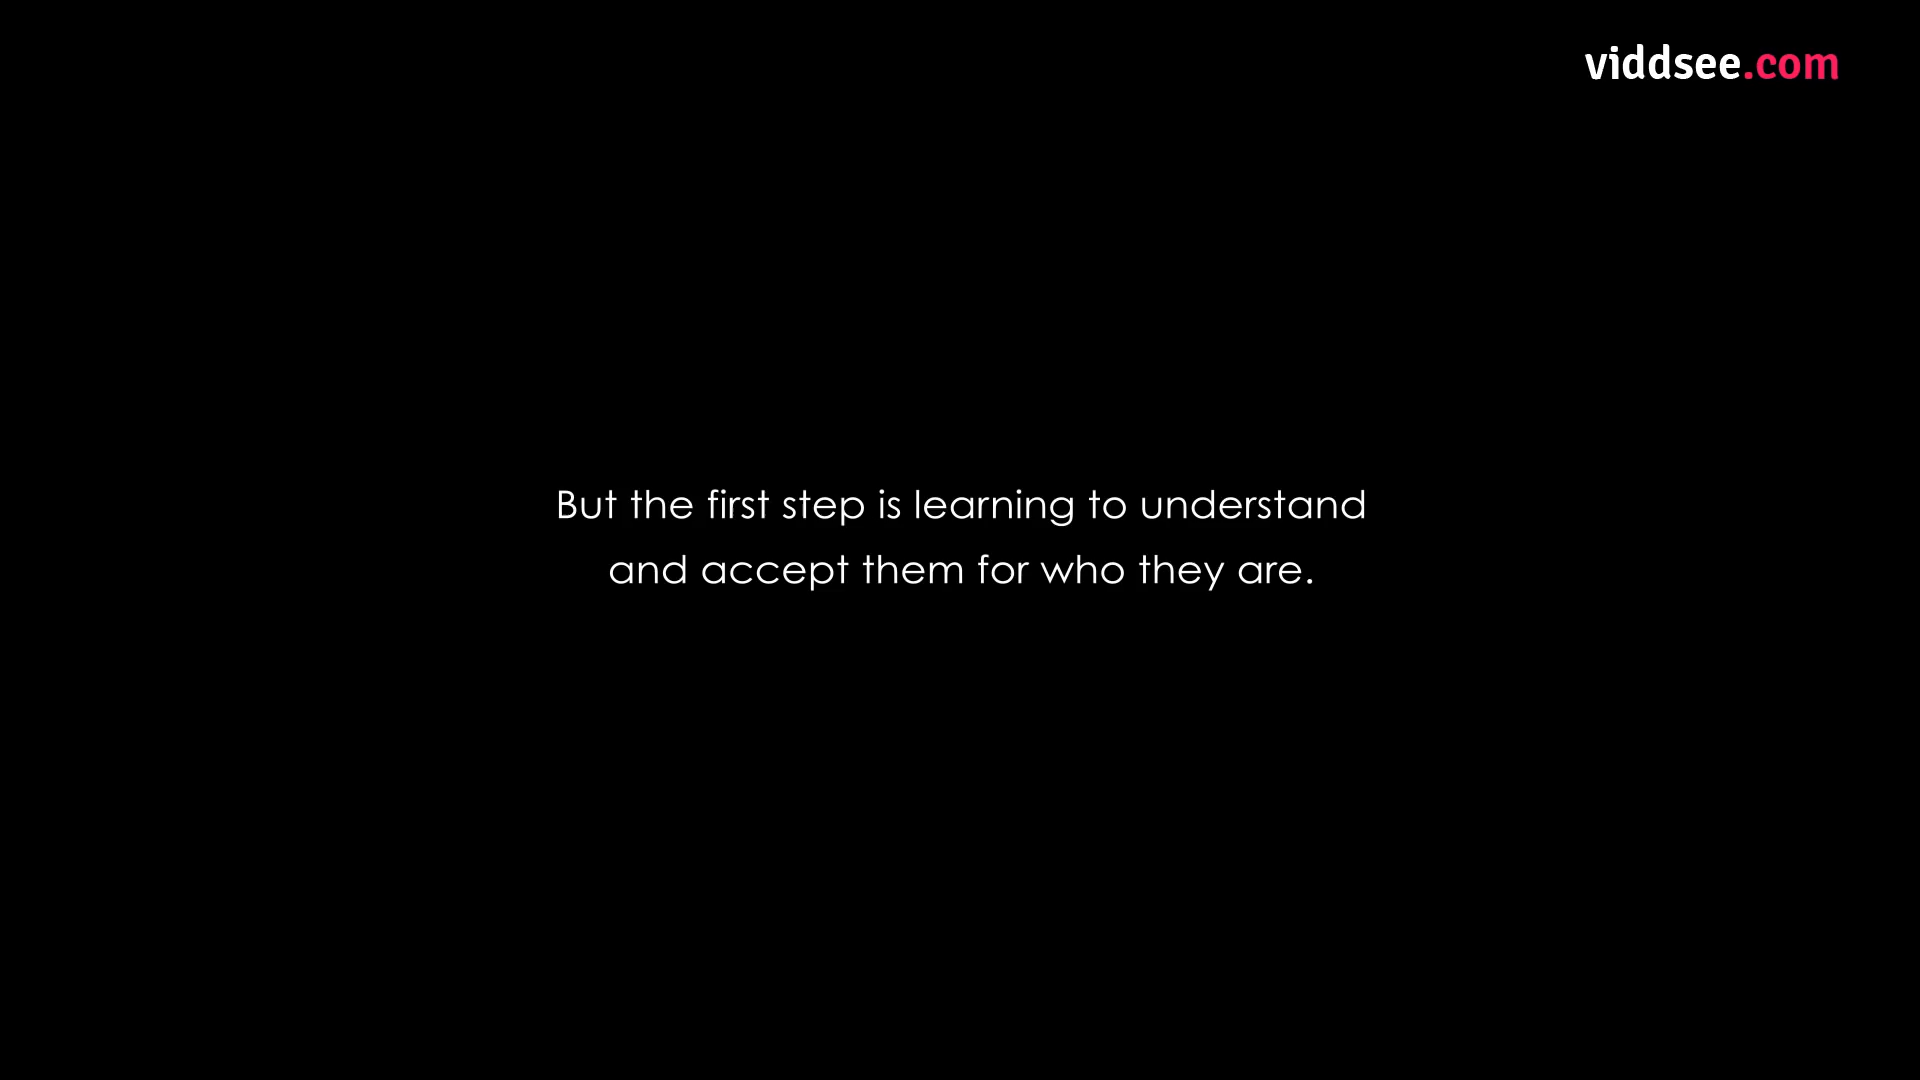 viddsee.com
But the first step is learning to understand
and accept them for who they are.